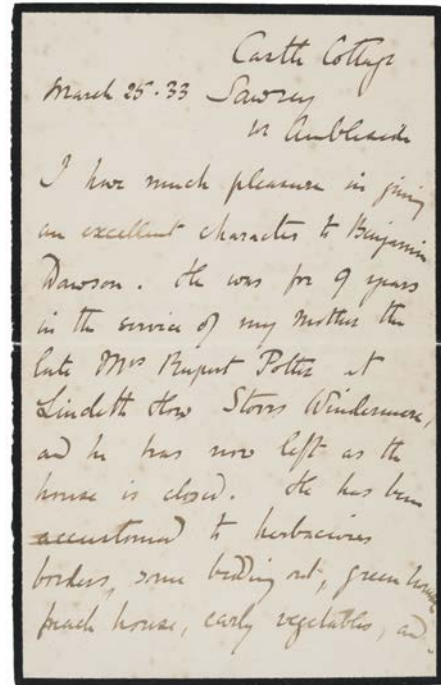 Castle Cottage
March 25 . 33 Sawrey
nr Ambleside
I have much pleasure in giving
an excellent character to Benjamin
Dawson . He was for 9 years
in the service of my mother the
late Mrs Rupert Potter at
Lindeth How Storrs Windermere,
and he has now left as the
house is closed . He has been
accustomed to herbacious
borders, some bedding out, green house
peach house, early vegetables, and